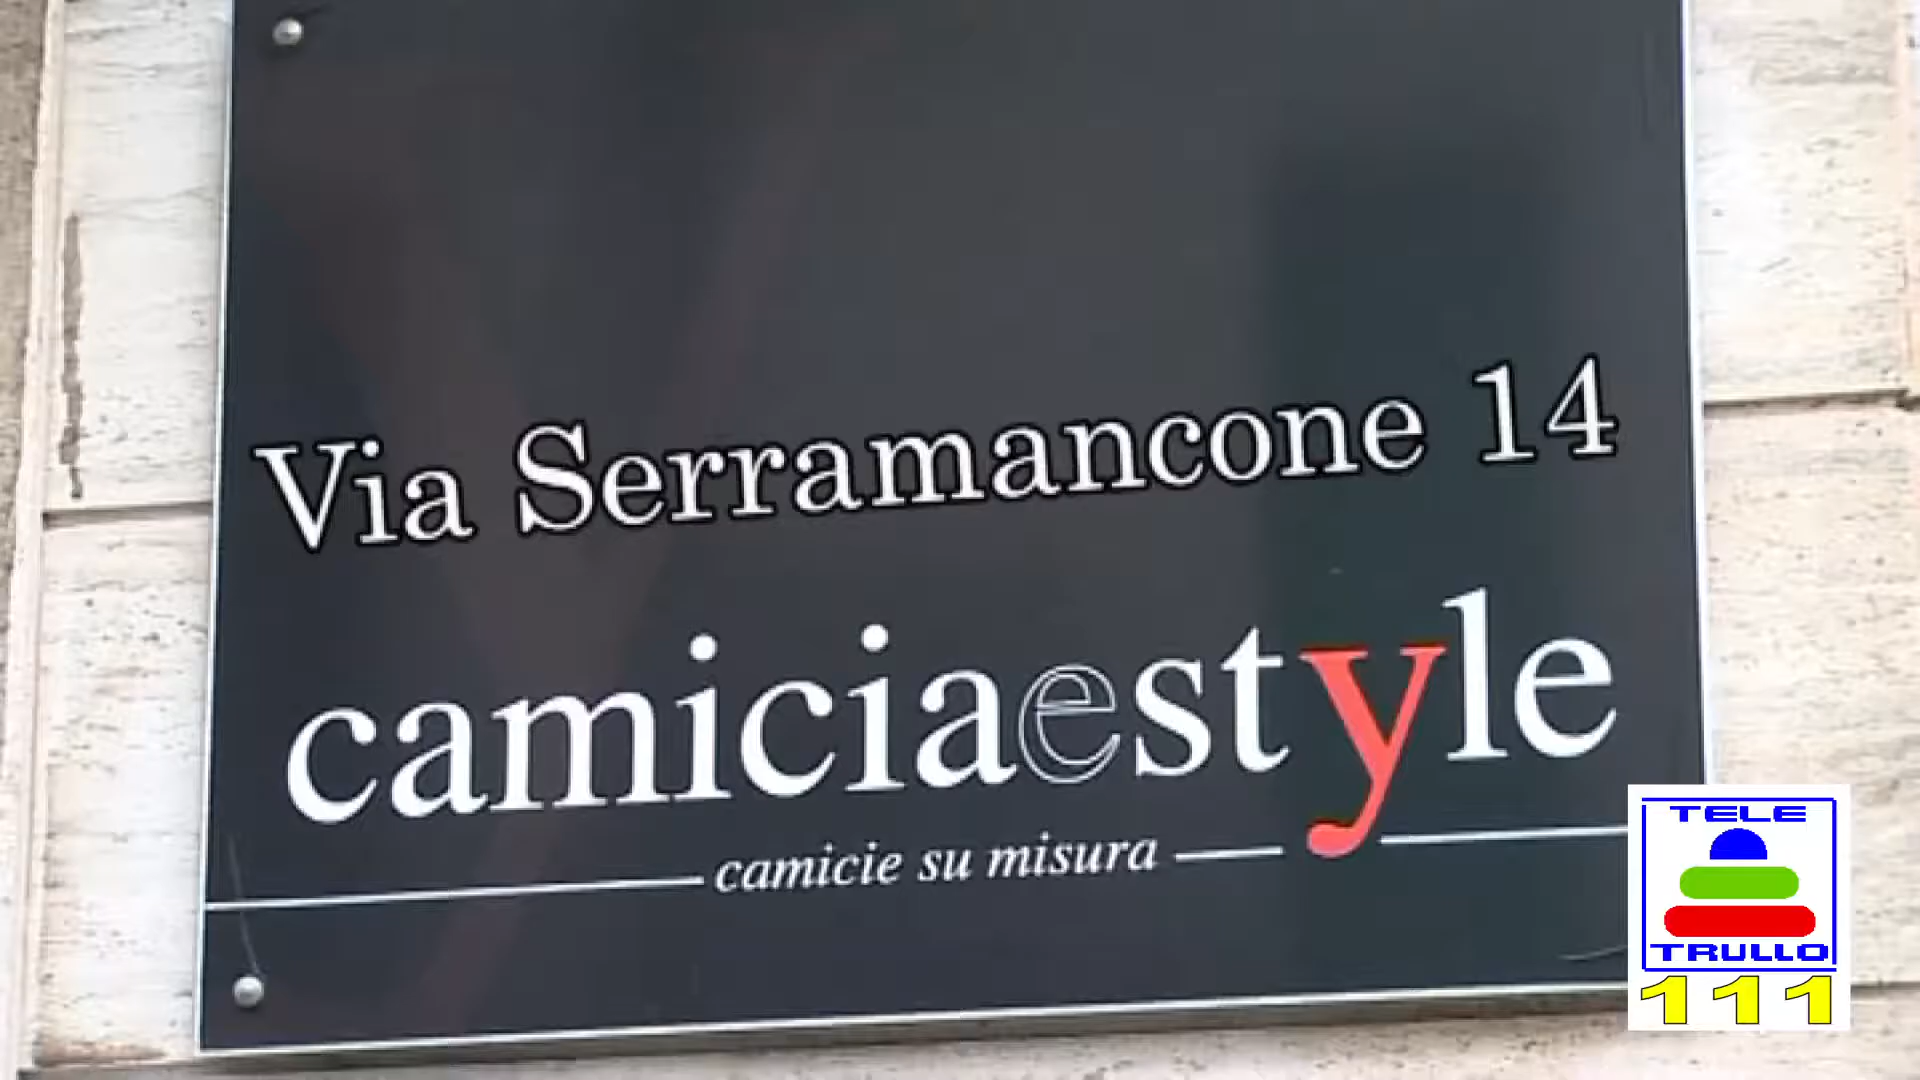 Via Serramancone 14
camiciaestyle
camicie su misura
TELE
TRULLO
111